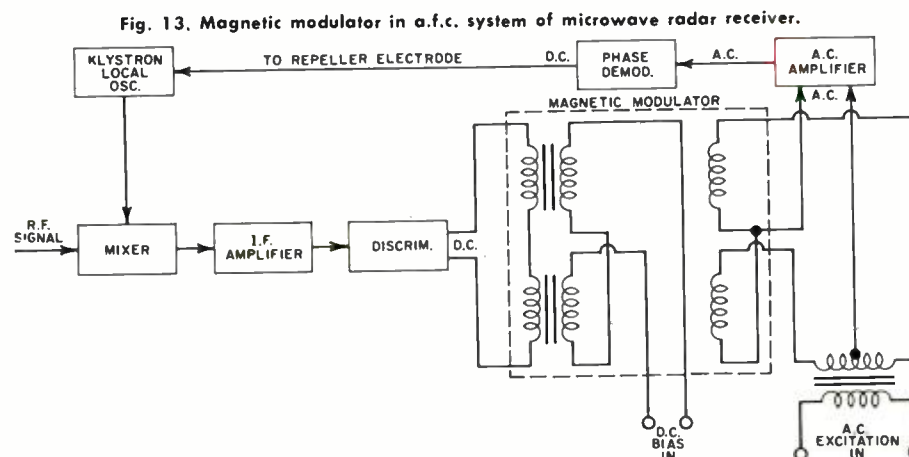 Fig. 13. Magnetic modulator in a.f.c. system of microwave radar receiver.
KLYSTRON
LOCAL
OSC.
TO REPELLER ELECTRODE
D.C.
PHASE
DEMOD.
A.C.
A.C.
AMPLIFIER
A.C.
MAGNETIC MODULATOR
R.F.
SIGNAL
MIXER
I.F.
AMPLIFIER
DISCRIM.
D.C.
D.C.
BIAS
IN
A.C.
EXCITATION
IN